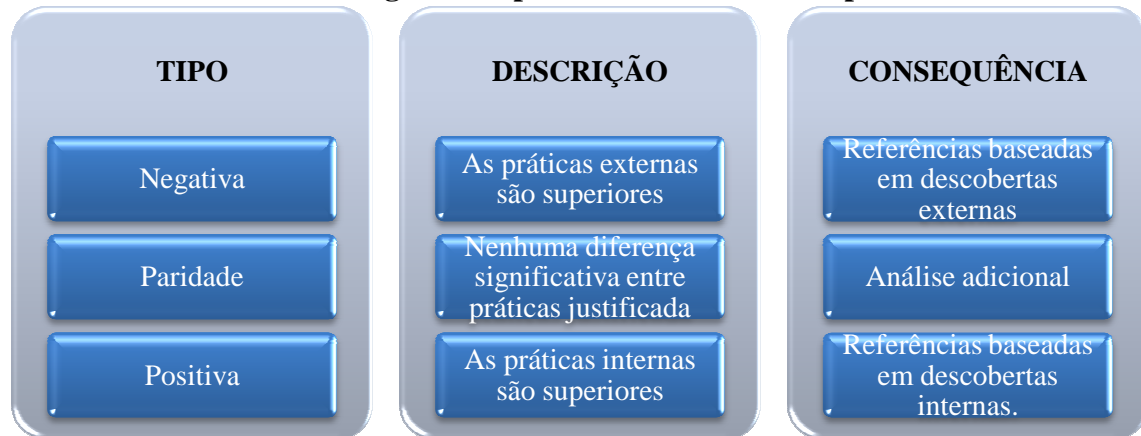 TIPO
Negativa
Paridade
Positiva
DESCRIÇÃO
As práticas externas
são superiores
Nenhuma diferença
significativa entre
práticas justificada
As práticas internas
são superiores
CONSEQUÊNCIA
Referências baseadas
em descobertas
externas
Análise adicional
Referências baseadas
em descobertas
internas.